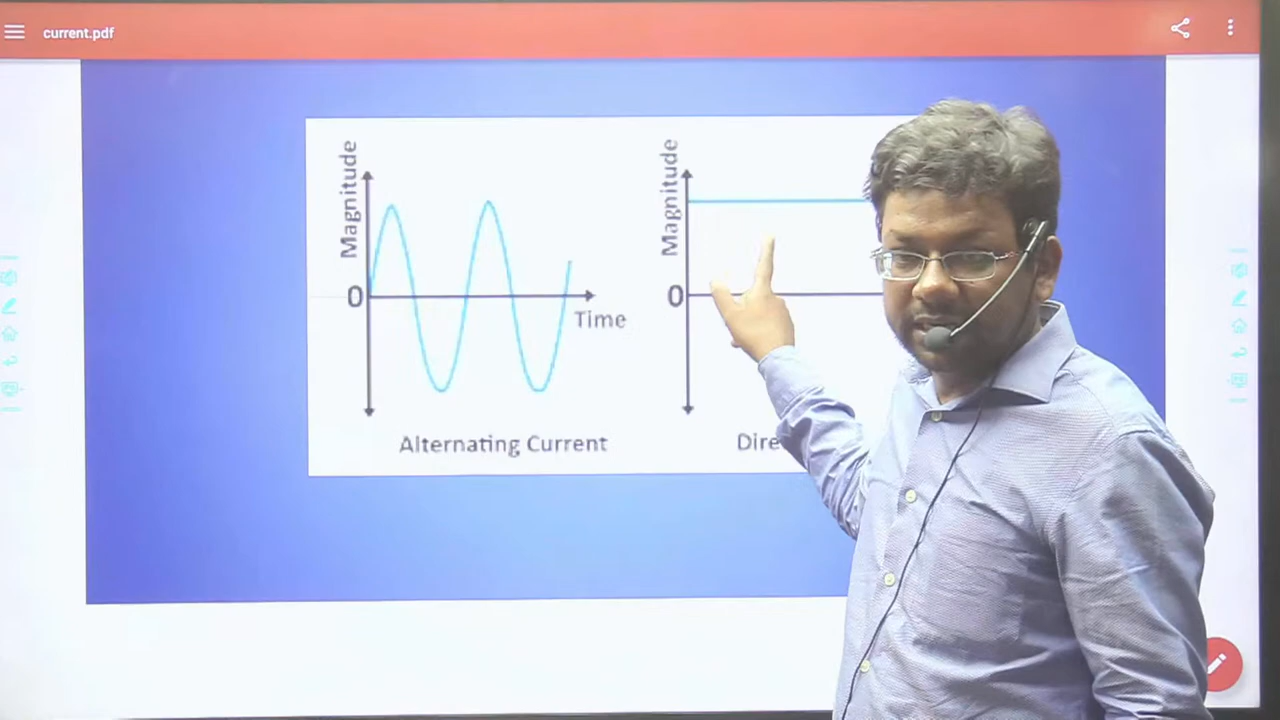 current.pdf
Magnitude
0
Time
Alternating Current
Magnitude
0
Dire